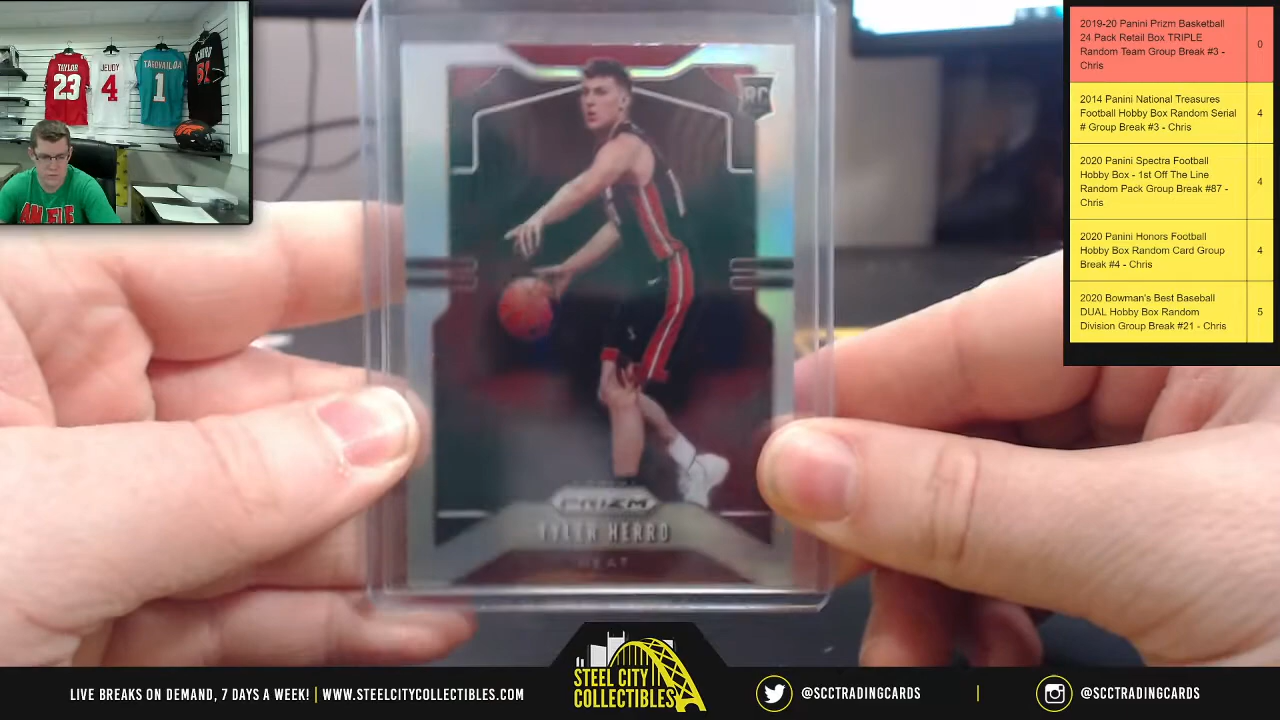 TAYLOR
23
JEUDY
4
TAGOVAILOA
1
51
2019-20 Panini Prizm Basketball
24 Pack Retail Box TRIPLE
Random Team Group Break #3 -
Chris
0
2014 Panini National Treasures
Football Hobby Box Random Serial
# Group Break #3 - Chris
4
2020 Panini Spectra Football
Hobby Box - 1st Off The Line
Random Pack Group Break #87 -
Chris
4
2020 Panini Honors Football
Hobby Box Random Card Group
Break #4 - Chris
4
2020 Bowman's Best Baseball
DUAL Hobby Box Random
Division Group Break #21 - Chris
5
RC
PRIZM
TYLER HERRO
HEAT
LIVE BREAKS ON DEMAND, 7 DAYS A WEEK! | WWW.STEELCITYCOLLECTIBLES.COM
STEEL CITY
COLLECTIBLES
@SCCTRADINGCARDS | @SCCTRADINGCARDS